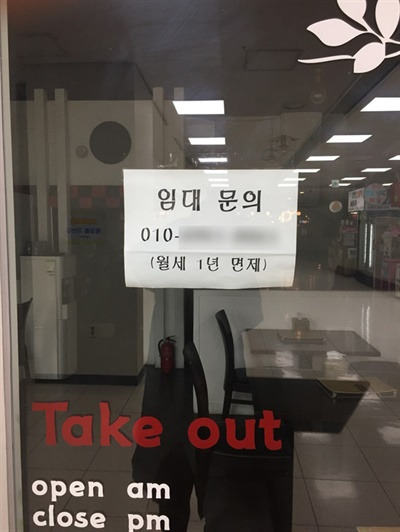 임대 문의
010-
(월세 1년 면제)
Take out
open am
close pm